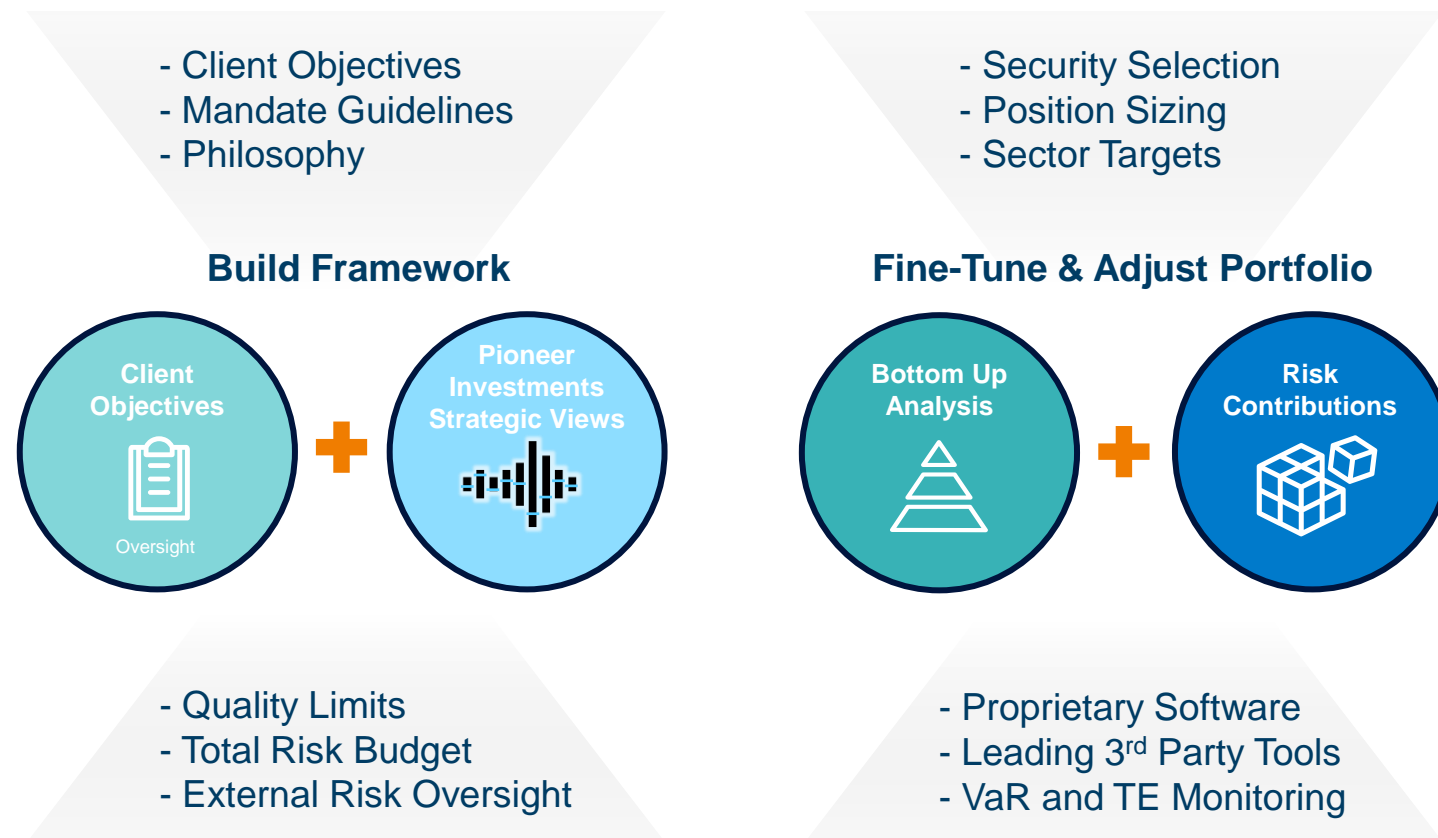 - Client Objectives
- Mandate Guidelines
- Philosophy
Build Framework
Client
Objectives
Oversight
Pioneer
Investments
Strategic Views
- Quality Limits
- Total Risk Budget
- External Risk Oversight
- Security Selection
- Position Sizing
- Sector Targets
Fine-Tune & Adjust Portfolio
Bottom Up
Analysis
Risk
Contributions
- Proprietary Software
- Leading 3rd Party Tools
- VaR and TE Monitoring